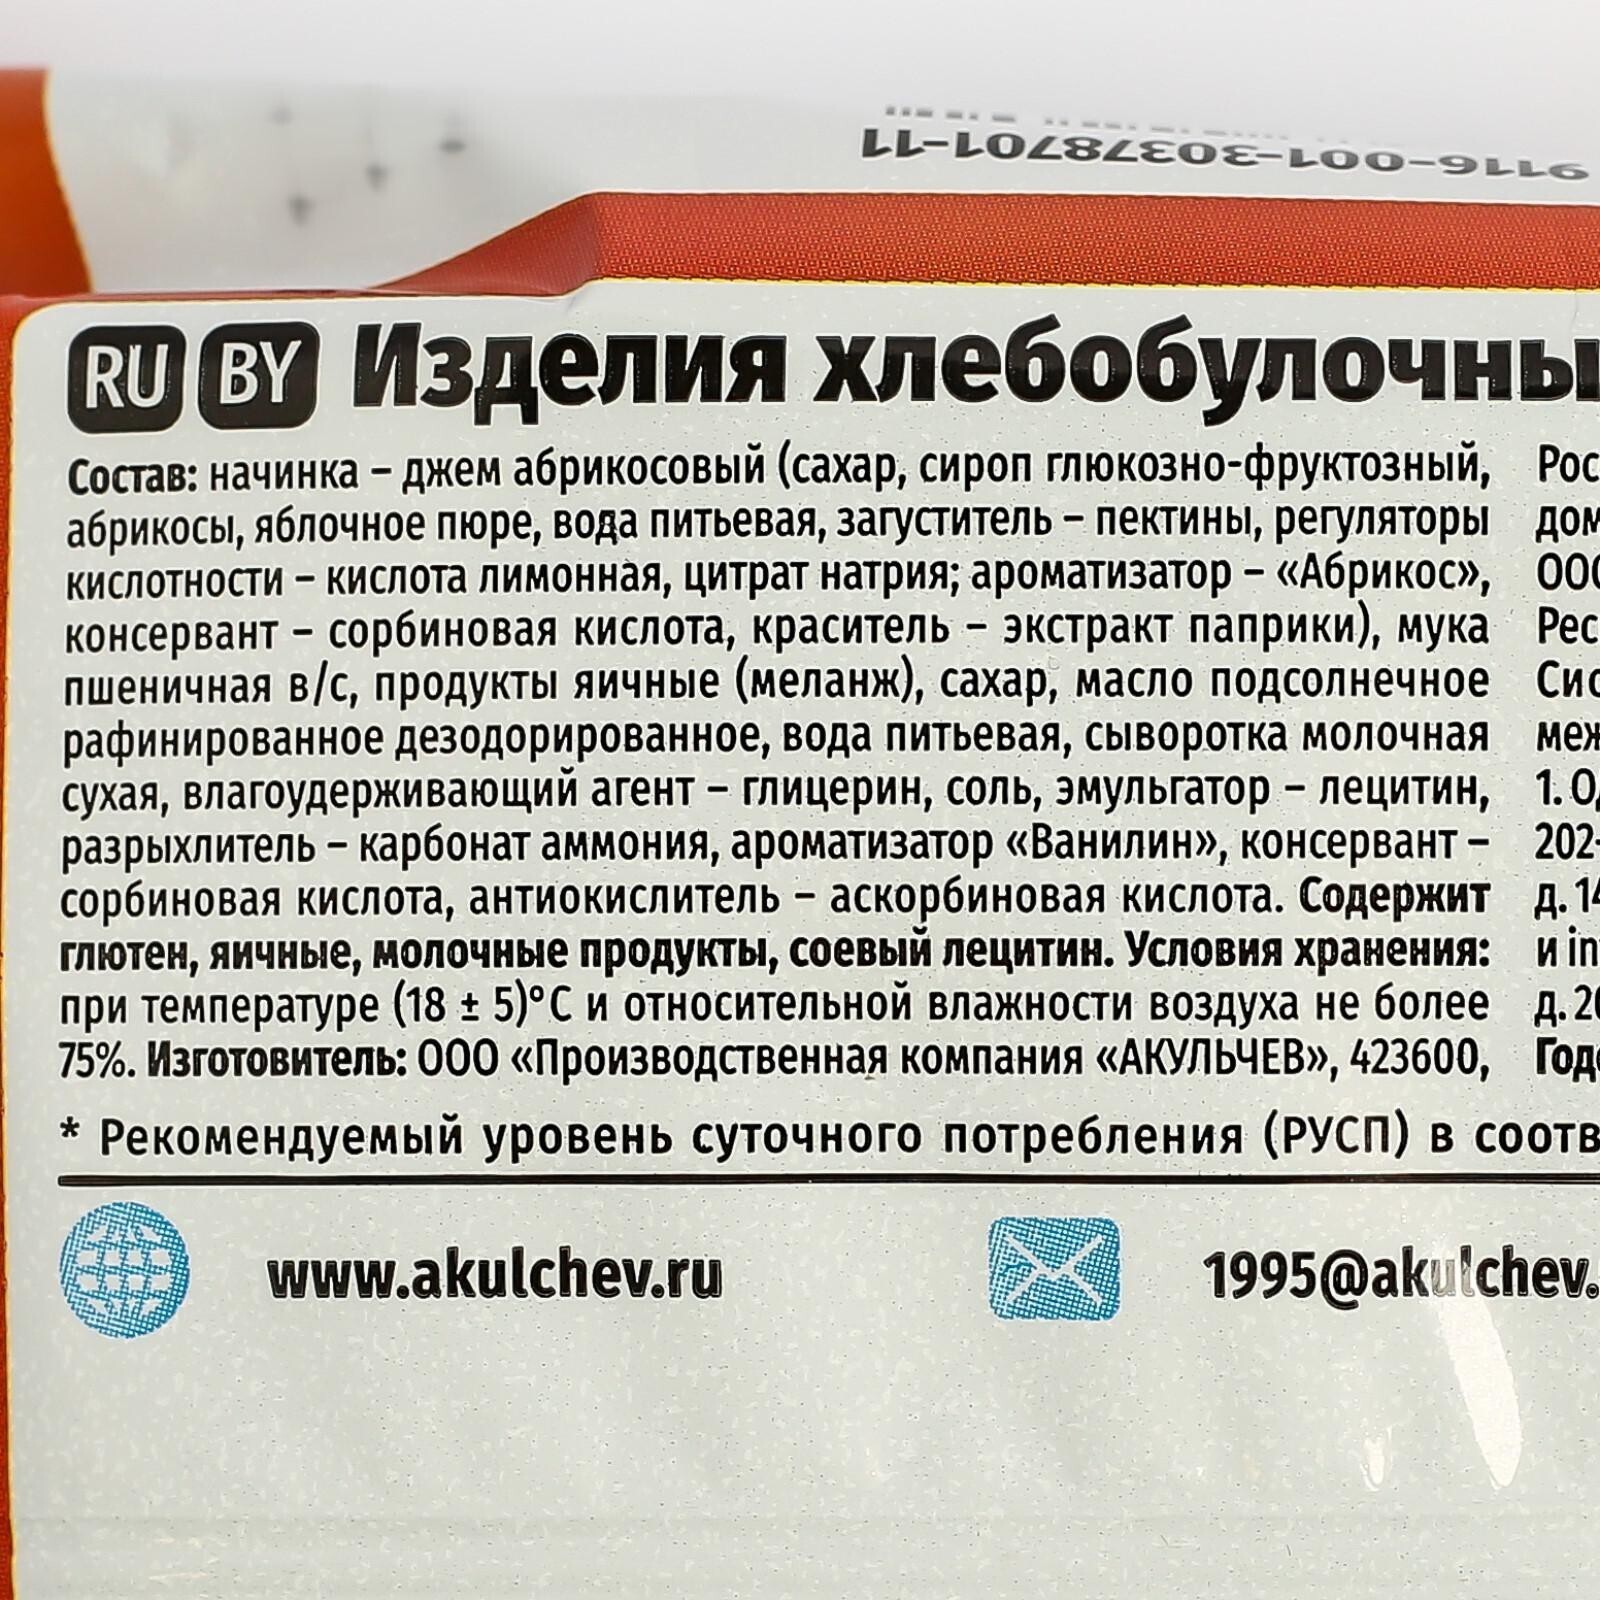 9116-001-30378701-11
RU BY Изделия хлебобулочны
Состав: начинка – джем абрикосовый (сахар, сироп глюкозно-фруктозный,
абрикосы, яблочное пюре, вода питьевая, загуститель – пектины, регуляторы
кислотности – кислота лимонная, цитрат натрия; ароматизатор – «Абрикос»,
консервант – сорбиновая кислота, краситель – экстракт паприки), мука
пшеничная в/с, продукты яичные (меланж), сахар, масло подсолнечное
рафинированное дезодорированное, вода питьевая, сыворотка молочная
сухая, влагоудерживающий агент – глицерин, соль, эмульгатор – лецитин,
разрыхлитель – карбонат аммония, ароматизатор «Ванилин», консервант –
сорбиновая кислота, антиокислитель – аскорбиновая кислота. Содержит
глютен, яичные, молочные продукты, соевый лецитин. Условия хранения:
при температуре (18 ± 5)°С и относительной влажности воздуха не более
75%. Изготовитель: ООО «Производственная компания «АКУЛЬЧЕВ», 423600,
Рос
дом
ООО
Рес
Сис
меж
1. О
202-
д. 14
и in
д. 20
Год
* Рекомендуемый уровень суточного потребления (РУСП) в соотв
www.akulchev.ru
1995@akulchev.